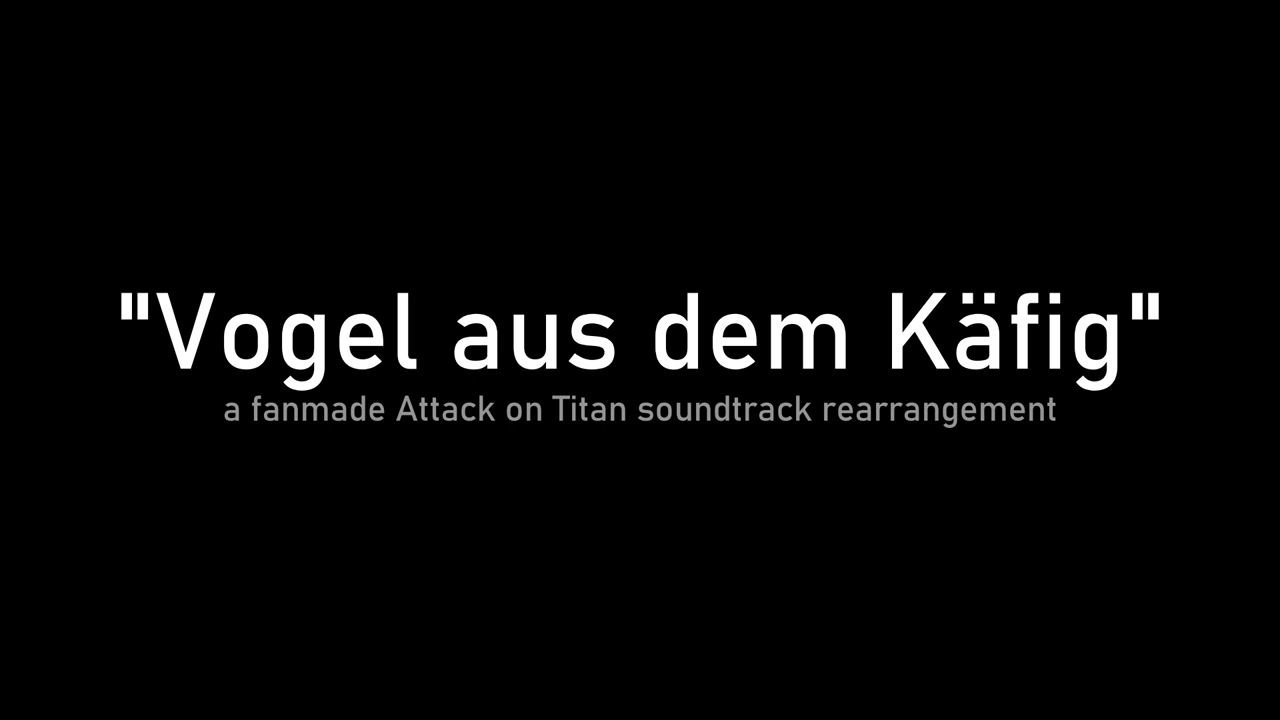 "Vogel aus dem Käfig"
a fanmade Attack on Titan soundtrack rearrangement